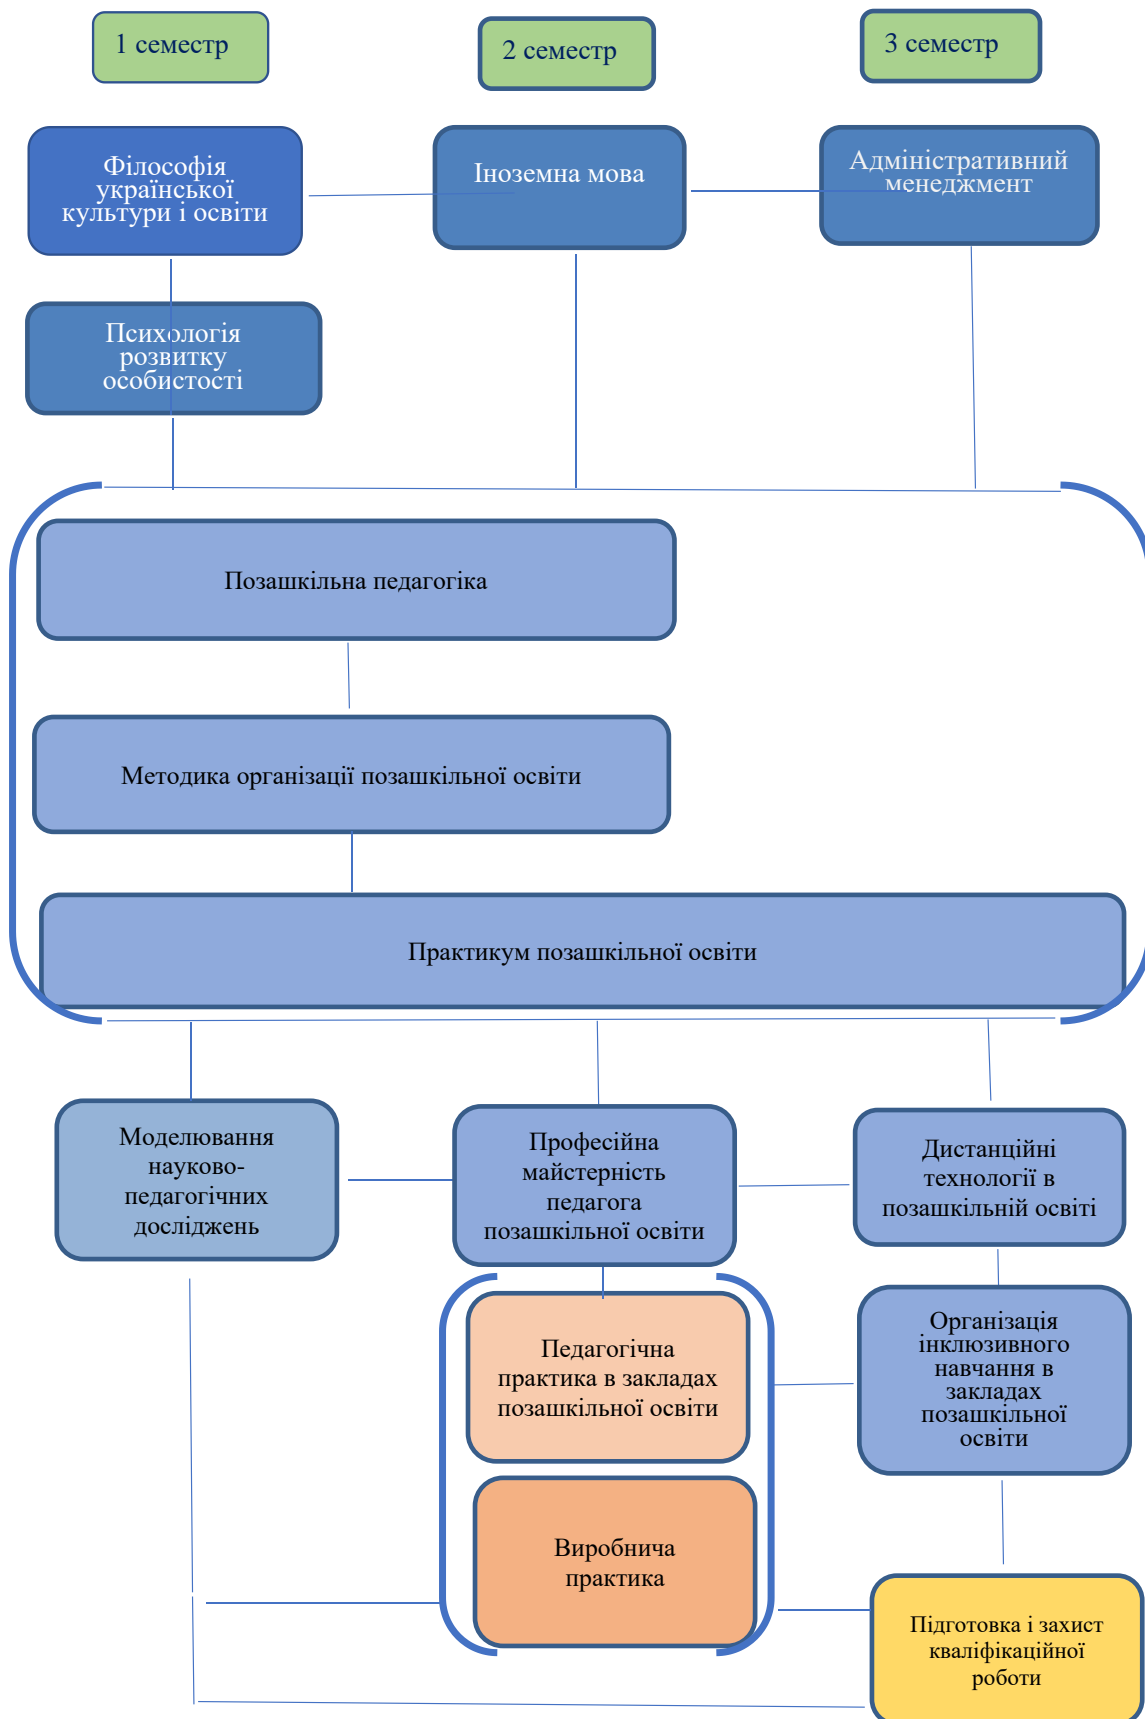 1 семестр
2 семестр
3 семестр
Філософія
української
культури і освіти
Іноземна мова
Адміністративний
менеджмент
Психологія
розвитку
особистості
Позашкільна педагогіка
Методика організації позашкільної освіти
Практикум позашкільної освіти
Моделювання
науково-
педагогічних
досліджень
Професійна
майстерність
педагога
позашкільної освіти
Дистанційні
технології в
позашкільній освіті
Педагогічна
практика в закладах
позашкільної освіти
Організація
інклюзивного
навчання в
закладах
позашкільної
освіти
Виробнича
практика
Підготовка і захист
кваліфікаційної
роботи